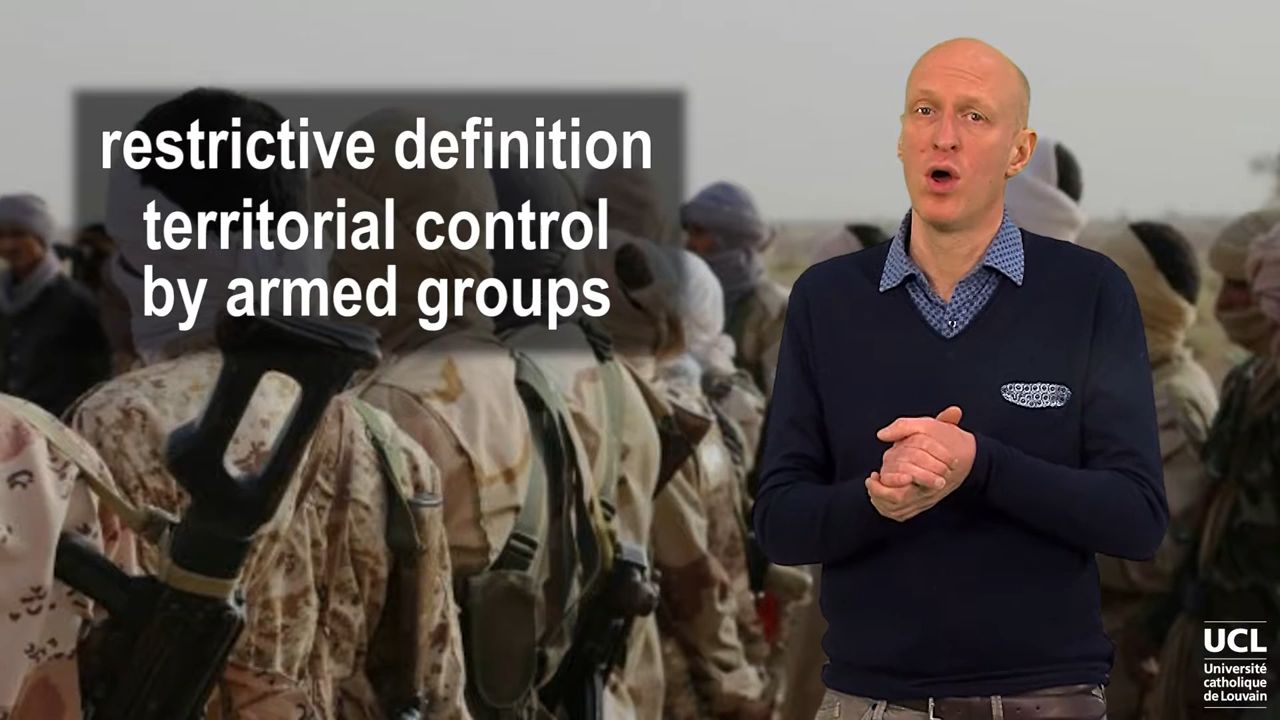 restrictive definition
territorial control
by armed groups
UCL
Université
catholique
de Louvain